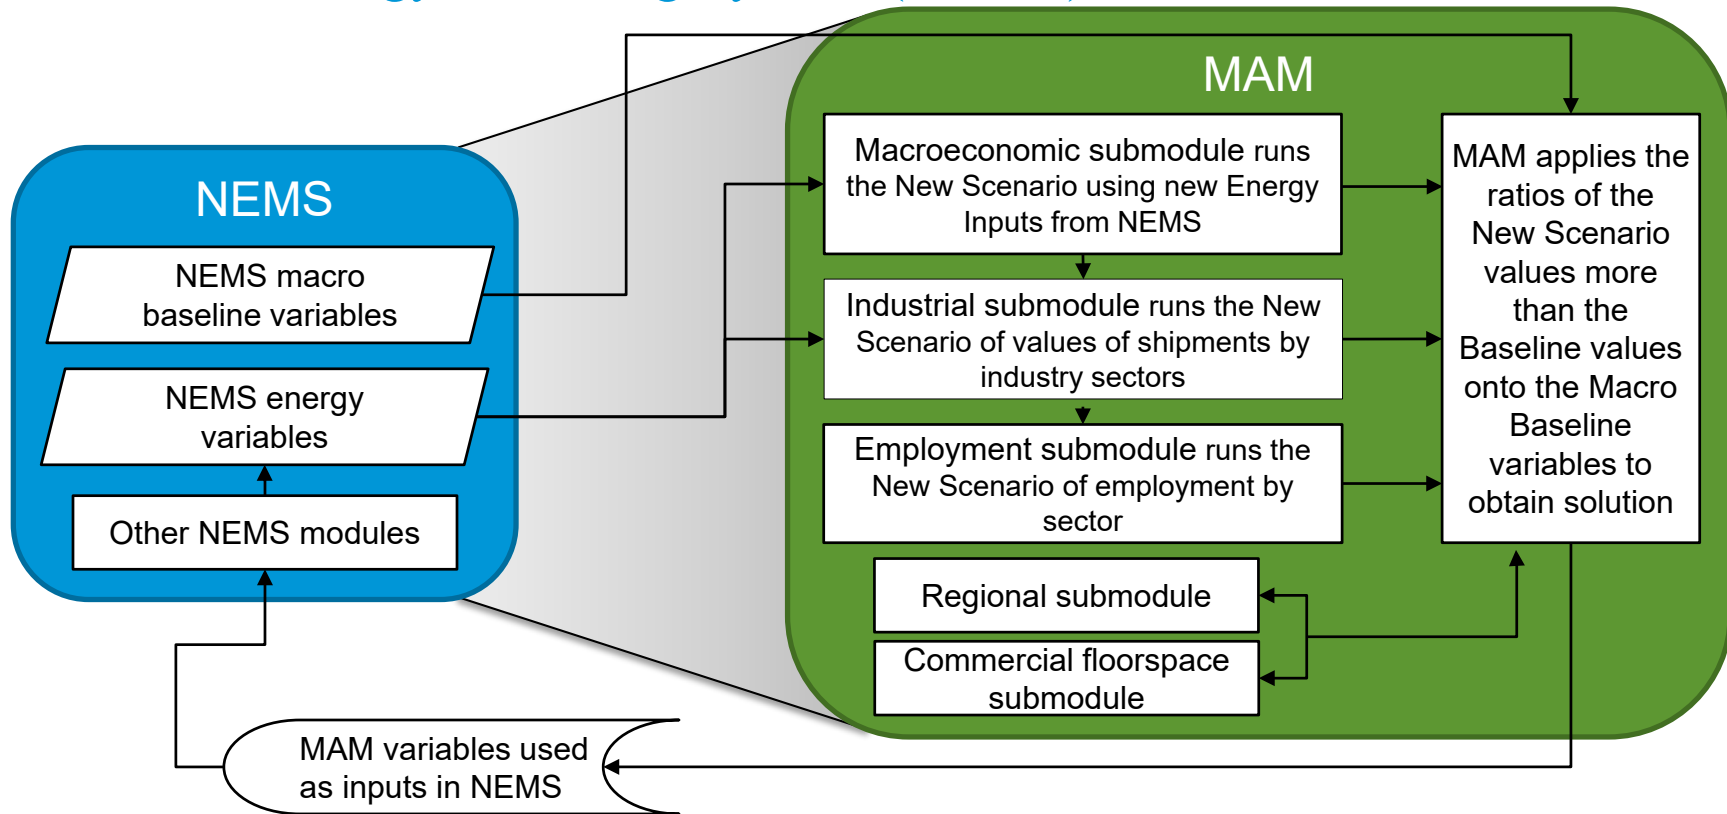 NEMS
NEMS macro
baseline variables
NEMS energy
variables
Other NEMS modules
MAM variables used
as inputs in NEMS
MAM
Macroeconomic submodule runs
the New Scenario using new Energy
Inputs from NEMS
Industrial submodule runs the New
Scenario of values of shipments by
industry sectors
Employment submodule runs the
New Scenario of employment by
sector
Regional submodule
Commercial floorspace
submodule
MAM applies the
ratios of the
New Scenario
values more
than the
Baseline values
onto the Macro
Baseline
variables to
obtain solution